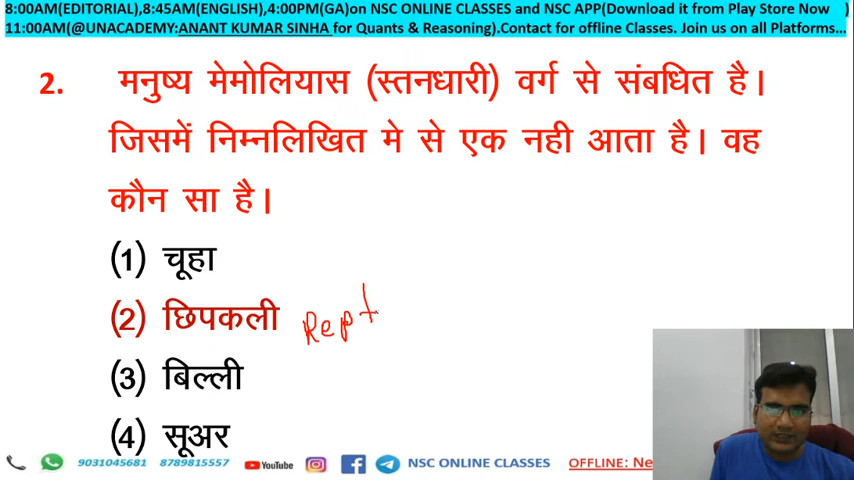 8:00AM(EDITORIAL),8:45AM(ENGLISH),4:00PM(GA)on NSC ONLINE CLASSES and NSC APP(Download it from Play Store Now )
11:00AM(@UNACADEMY:ANANT KUMAR SINHA for Quants & Reasoning).Contact for offline Classes. Join us on all Platforms...
2. मनुष्य मेमोलियास (स्तनधारी) वर्ग से संबधित है।
जिसमें निम्नलिखित मे से एक नही आता है। वह
कौन सा है।
(1) चूहा
(2) छिपकली Rept
(3) बिल्ली
(4) सूअर
9031045681 8789815557 YouTube NSC ONLINE CLASSES OFFLINE: Ne